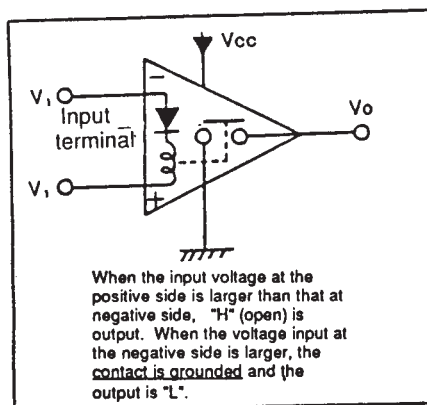 Vcc
−
V₁
Input
terminal
Vo
V₁
+
When the input voltage at the
positive side is larger than that at
negative side, "H" (open) is
output. When the voltage input at
the negative side is larger, the
contact is grounded and the
output is "L".